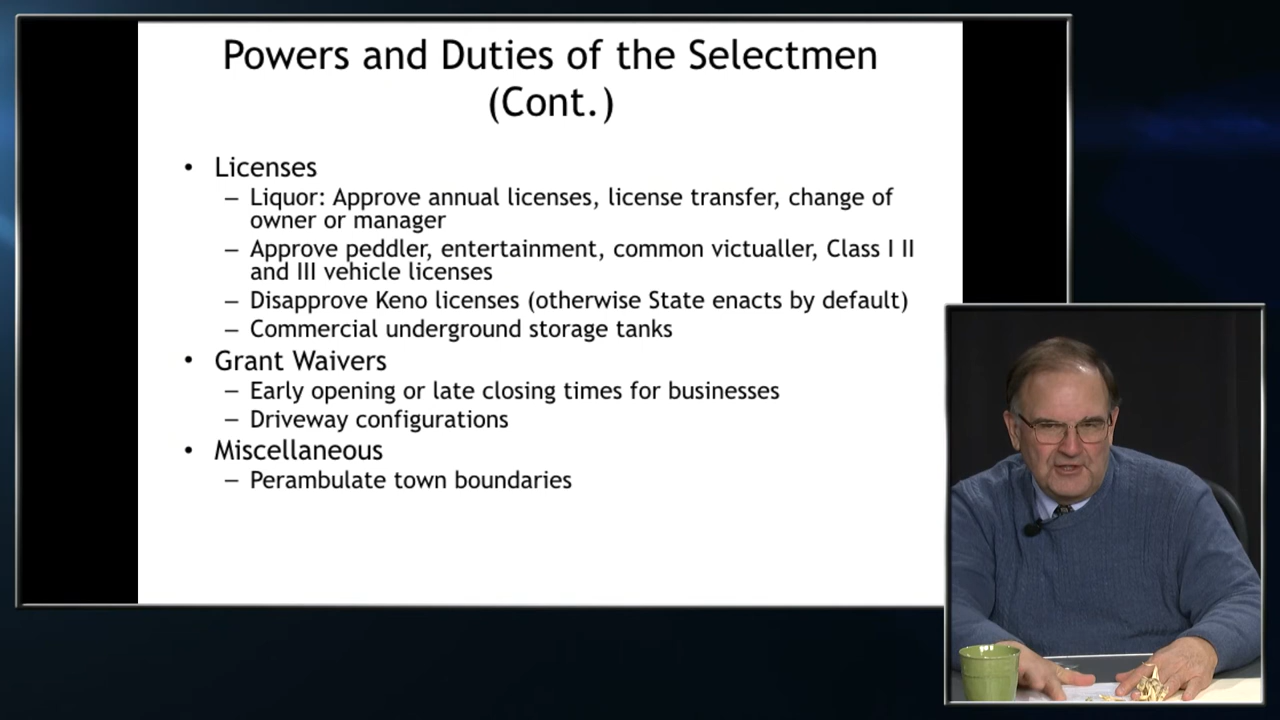 Powers and Duties of the Selectmen
(Cont.)
• Licenses
– Liquor: Approve annual licenses, license transfer, change of
owner or manager
– Approve peddler, entertainment, common victualler, Class I II
and III vehicle licenses
– Disapprove Keno licenses (otherwise State enacts by default)
– Commercial underground storage tanks
• Grant Waivers
– Early opening or late closing times for businesses
– Driveway configurations
• Miscellaneous
– Perambulate town boundaries